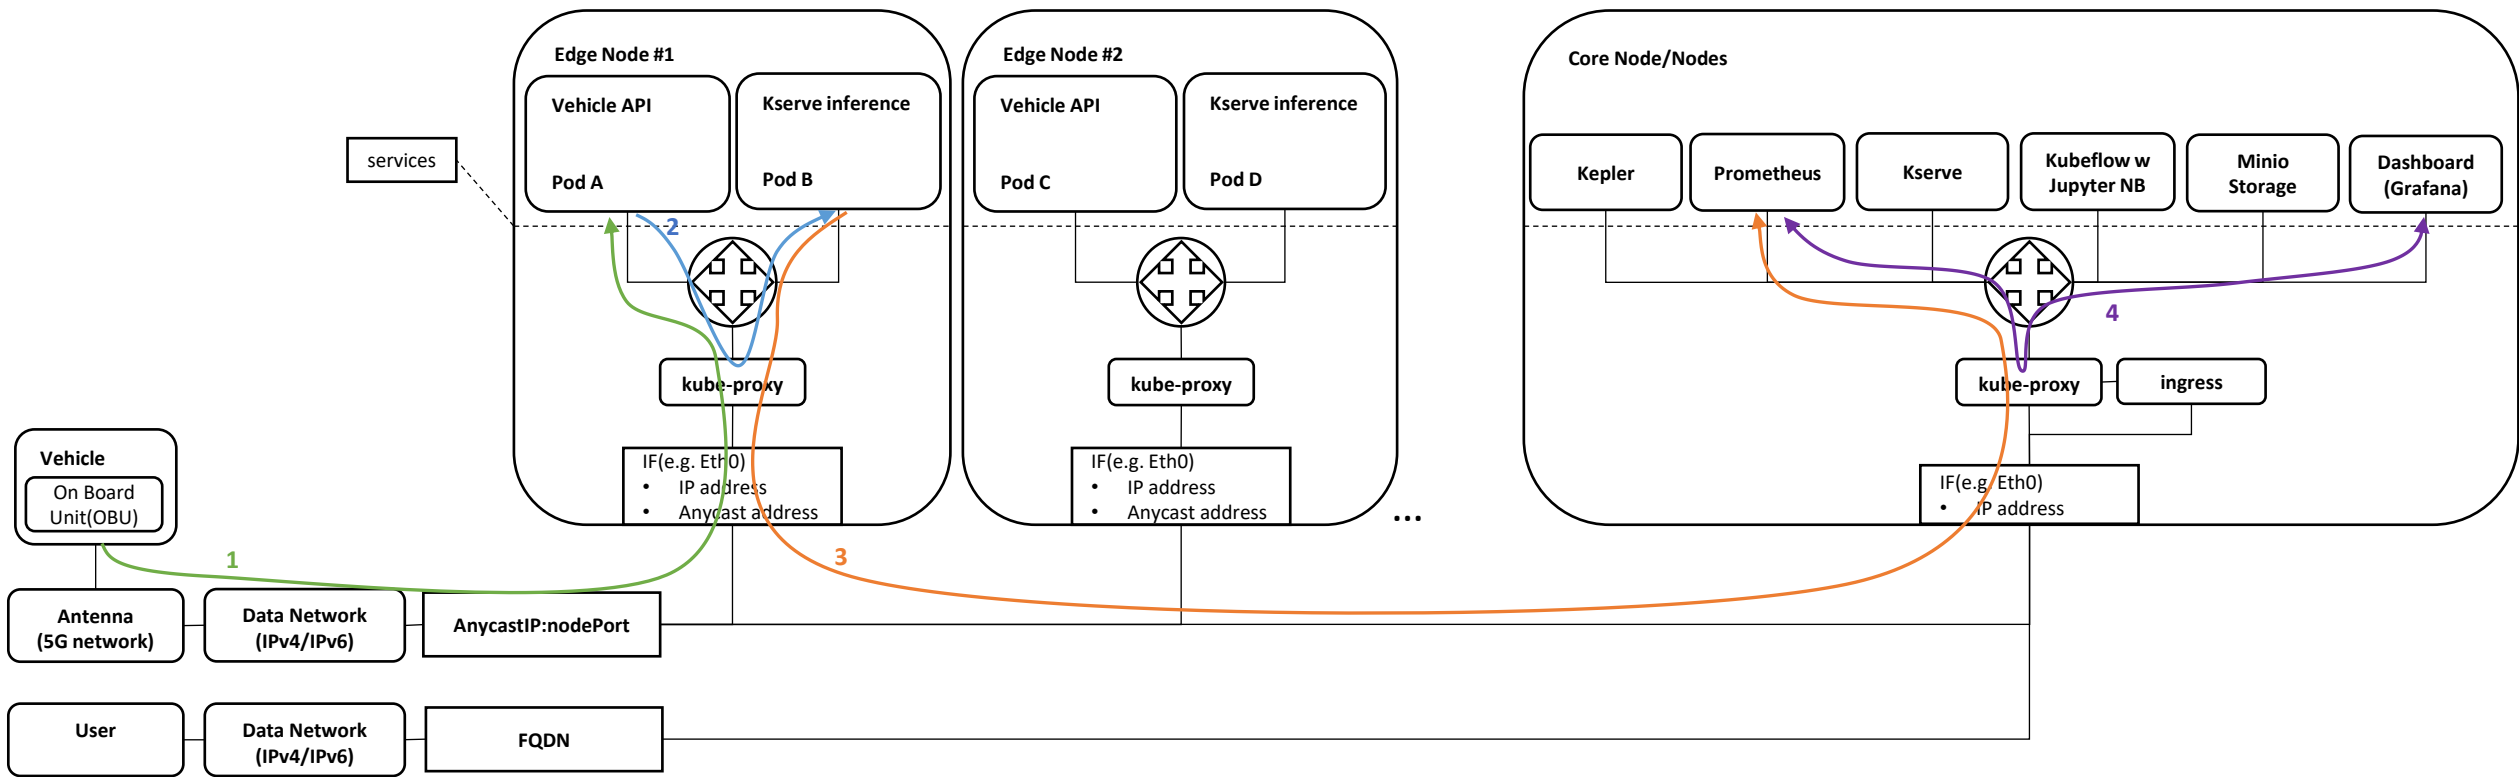 Edge Node #1
Vehicle API
Pod A
Kserve inference
Pod B
Edge Node #2
Vehicle API
Pod C
Kserve inference
Pod D
Core Node/Nodes
Kepler
Prometheus
Kserve
Kubeflow w
Jupyter NB
Minio
Storage
Dashboard
(Grafana)
services
2
4
kube-proxy
kube-proxy
kube-proxy
ingress
IF(e.g. Eth0)
• IP address
• Anycast address
IF(e.g. Eth0)
• IP address
• Anycast address
...
IF(e.g. Eth0)
• IP address
Vehicle
On Board
Unit(OBU)
1
3
Antenna
(5G network)
Data Network
(IPv4/IPv6)
AnycastIP:nodePort
User
Data Network
(IPv4/IPv6)
FQDN